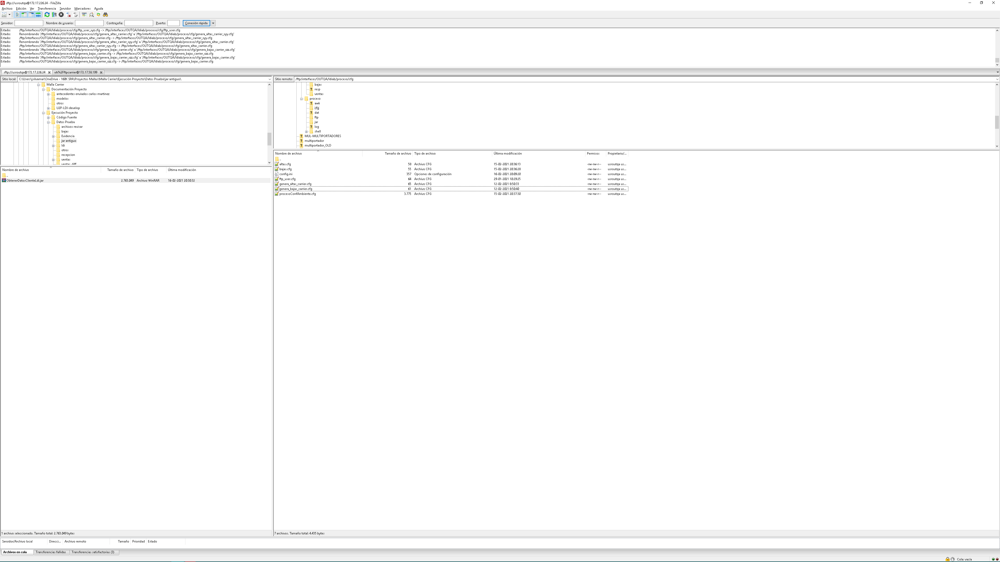 sftp://usroutqa@172.17.226.24 - FileZilla
Archivo Edición Ver Transferencia Servidor Marcadores Ayuda
Servidor: Nombre de usuario: Contraseña: Puerto: Conexión rápida
Estado: /ftp/interfaces/OUTQA/ldiab/proceso/cfg/ftp_user_xyz.cfg -> /ftp/interfaces/OUTQA/ldiab/proceso/cfg/ftp_user.cfg
Estado: Renombrando '/ftp/interfaces/OUTQA/ldiab/proceso/cfg/genera_altas_carrier.cfg' a '/ftp/interfaces/OUTQA/ldiab/proceso/cfg/genera_altas_carrier_xyy.cfg'
Estado: /ftp/interfaces/OUTQA/ldiab/proceso/cfg/genera_altas_carrier.cfg -> /ftp/interfaces/OUTQA/ldiab/proceso/cfg/genera_altas_carrier_xyy.cfg
Estado: Renombrando '/ftp/interfaces/OUTQA/ldiab/proceso/cfg/genera_altas_carrier_xyy.cfg' a '/ftp/interfaces/OUTQA/ldiab/proceso/cfg/genera_altas_carrier.cfg'
Estado: /ftp/interfaces/OUTQA/ldiab/proceso/cfg/genera_altas_carrier_xyy.cfg -> /ftp/interfaces/OUTQA/ldiab/proceso/cfg/genera_altas_carrier.cfg
Estado: Renombrando '/ftp/interfaces/OUTQA/ldiab/proceso/cfg/genera_bajas_carrier.cfg' a '/ftp/interfaces/OUTQA/ldiab/proceso/cfg/genera_bajas_carrier_xzz.cfg'
Estado: /ftp/interfaces/OUTQA/ldiab/proceso/cfg/genera_bajas_carrier.cfg -> /ftp/interfaces/OUTQA/ldiab/proceso/cfg/genera_bajas_carrier_xzz.cfg
Estado: Renombrando '/ftp/interfaces/OUTQA/ldiab/proceso/cfg/genera_bajas_carrier_xzz.cfg' a '/ftp/interfaces/OUTQA/ldiab/proceso/cfg/genera_bajas_carrier.cfg'
Estado: /ftp/interfaces/OUTQA/ldiab/proceso/cfg/genera_bajas_carrier_xzz.cfg -> /ftp/interfaces/OUTQA/ldiab/proceso/cfg/genera_bajas_carrier.cfg
sftp://usroutqa@172.17.226.24 vtr%2Fftpcarrier@172.17.58.199
Sitio local: C:\Users\jsilvamar\OneDrive - 160K SPA\Proyectos Mallas\Malla Carrier\Ejecución Proyecto\Datos Prueba\jar antiguo\
Malla Carrier
Documentación Proyecto
antecedentes enviados carlos martinez
modelos
otros
U2P-LDI-develop
Ejecución Proyecto
Código Fuente
Datos Prueba
archivos revisar
bajas
Evidencia
jar antiguo
ldi
otros
recepcion
ventas
ventas_diff
Nombre de archivo Tamaño de archivo Tipo de archivo Última modificación
..
ObtenerDatosClienteLdi.jar 2.763.049 Archivo WinRAR 16-02-2021 20:30:32
1 archivo seleccionado. Tamaño total: 2.763.049 bytes
Sitio remoto: /ftp/interfaces/OUTQA/ldiab/proceso/cfg
bajas
resp
ventas
proceso
awk
cfg
dat
ftp
jar
log
shell
MUL-MULTIPORTADORES
multiportador
multiportador_OLD
Nombre de archivo Tamaño de archivo Tipo de archivo Última modificación Permisos Propietario/...
..
altas.cfg 58 Archivo CFG 15-02-2021 20:36:13 -rw-rw-r-- usroutqa us...
bajas.cfg 55 Archivo CFG 15-02-2021 20:36:28 -rw-rw-r-- usroutqa us...
config.ini 357 Opciones de configuración 16-02-2021 20:09:20 -rw-rw-r-- usroutqa us...
ftp_user.cfg 64 Archivo CFG 29-01-2021 10:29:25 -rw-rw-r-- usroutqa us...
genera_altas_carrier.cfg 65 Archivo CFG 12-02-2021 8:50:33 -rw-rw-r-- usroutqa us...
genera_bajas_carrier.cfg 61 Archivo CFG 12-02-2021 8:50:40 -rw-rw-r-- usroutqa us...
procesoConfAmbiente.cfg 3.775 Archivo CFG 15-02-2021 20:37:30 -rw-rw-r-- usroutqa us...
7 archivos. Tamaño total: 4.435 bytes
Servidor/Archivo local Direcci... Archivo remoto Tamaño Prioridad Estado
Archivos en cola Transferencias fallidas Transferencias satisfactorias (3)
Cola: vacía